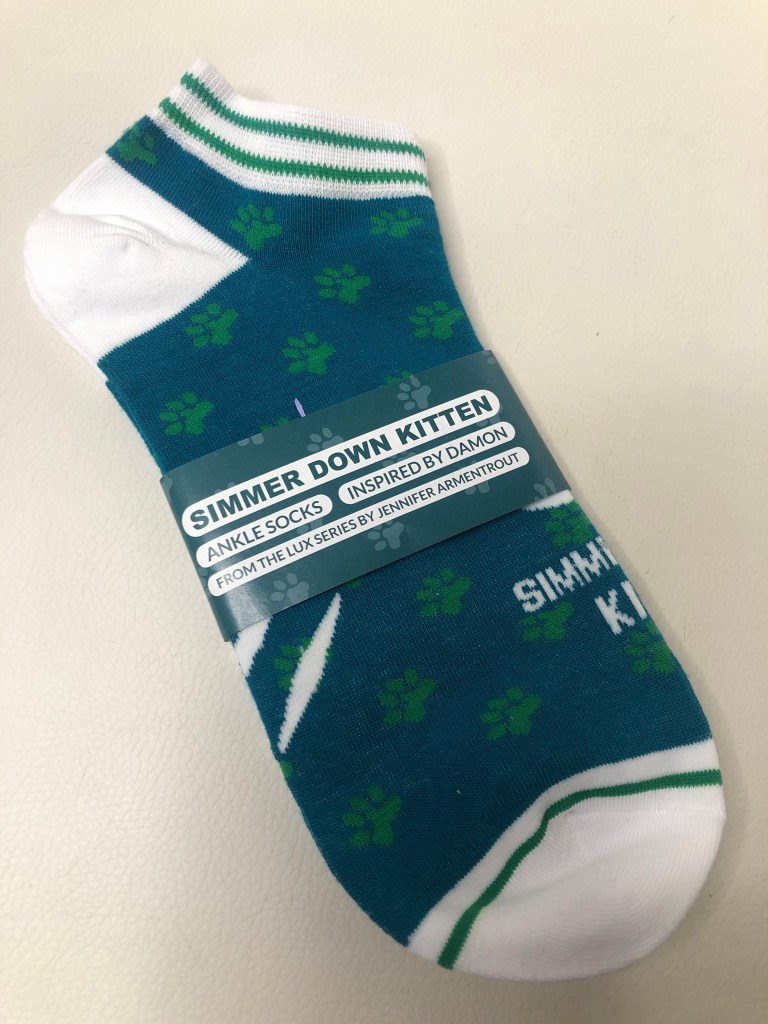 SIMMER DOWN KITTEN
ANKLE SOCKS INSPIRED BY DAMON
FROM THE LUX SERIES BY JENNIFER ARMENTROUT